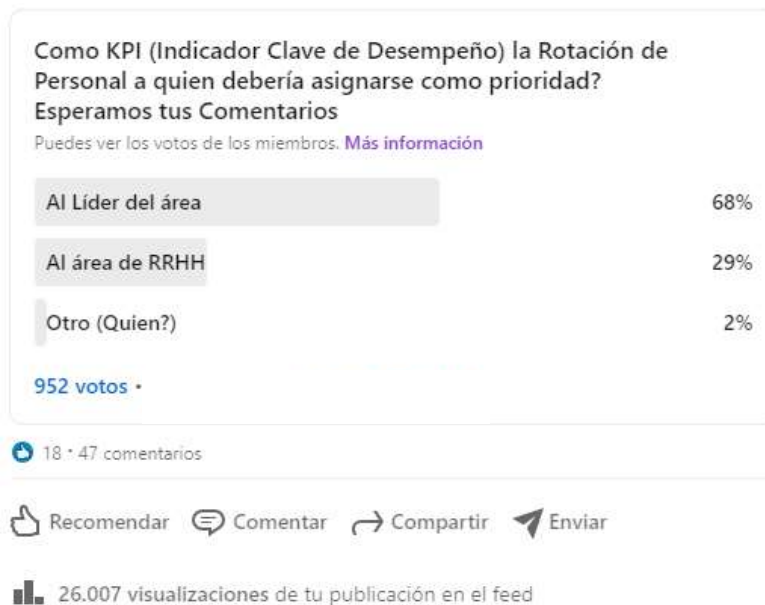 Como KPI (Indicador Clave de Desempeño) la Rotación de
Personal a quien debería asignarse como prioridad?
Esperamos tus Comentarios
Puedes ver los votos de los miembros. Más información
Al Líder del área 68%
Al área de RRHH 29%
Otro (Quien?) 2%
952 votos •
18 • 47 comentarios
Recomendar Comentar Compartir Enviar
26.007 visualizaciones de tu publicación en el feed